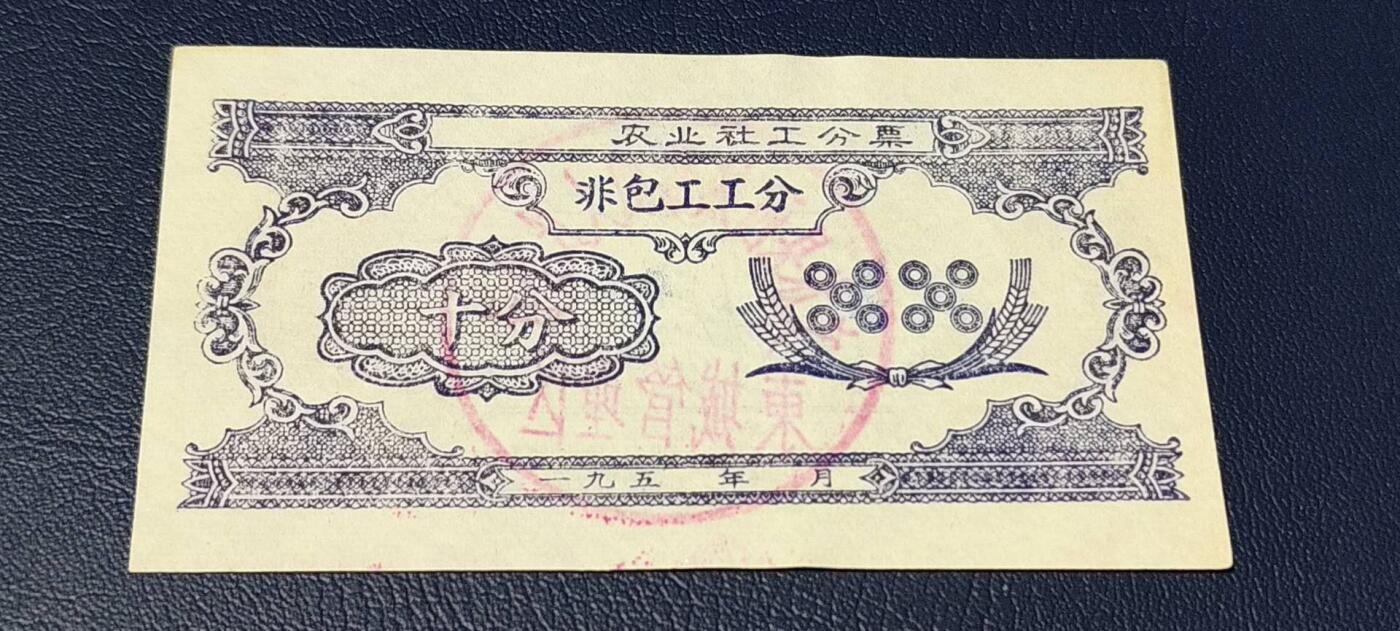 农业社工分票
非包工工分
十分
東城管理区
一九五 年 月